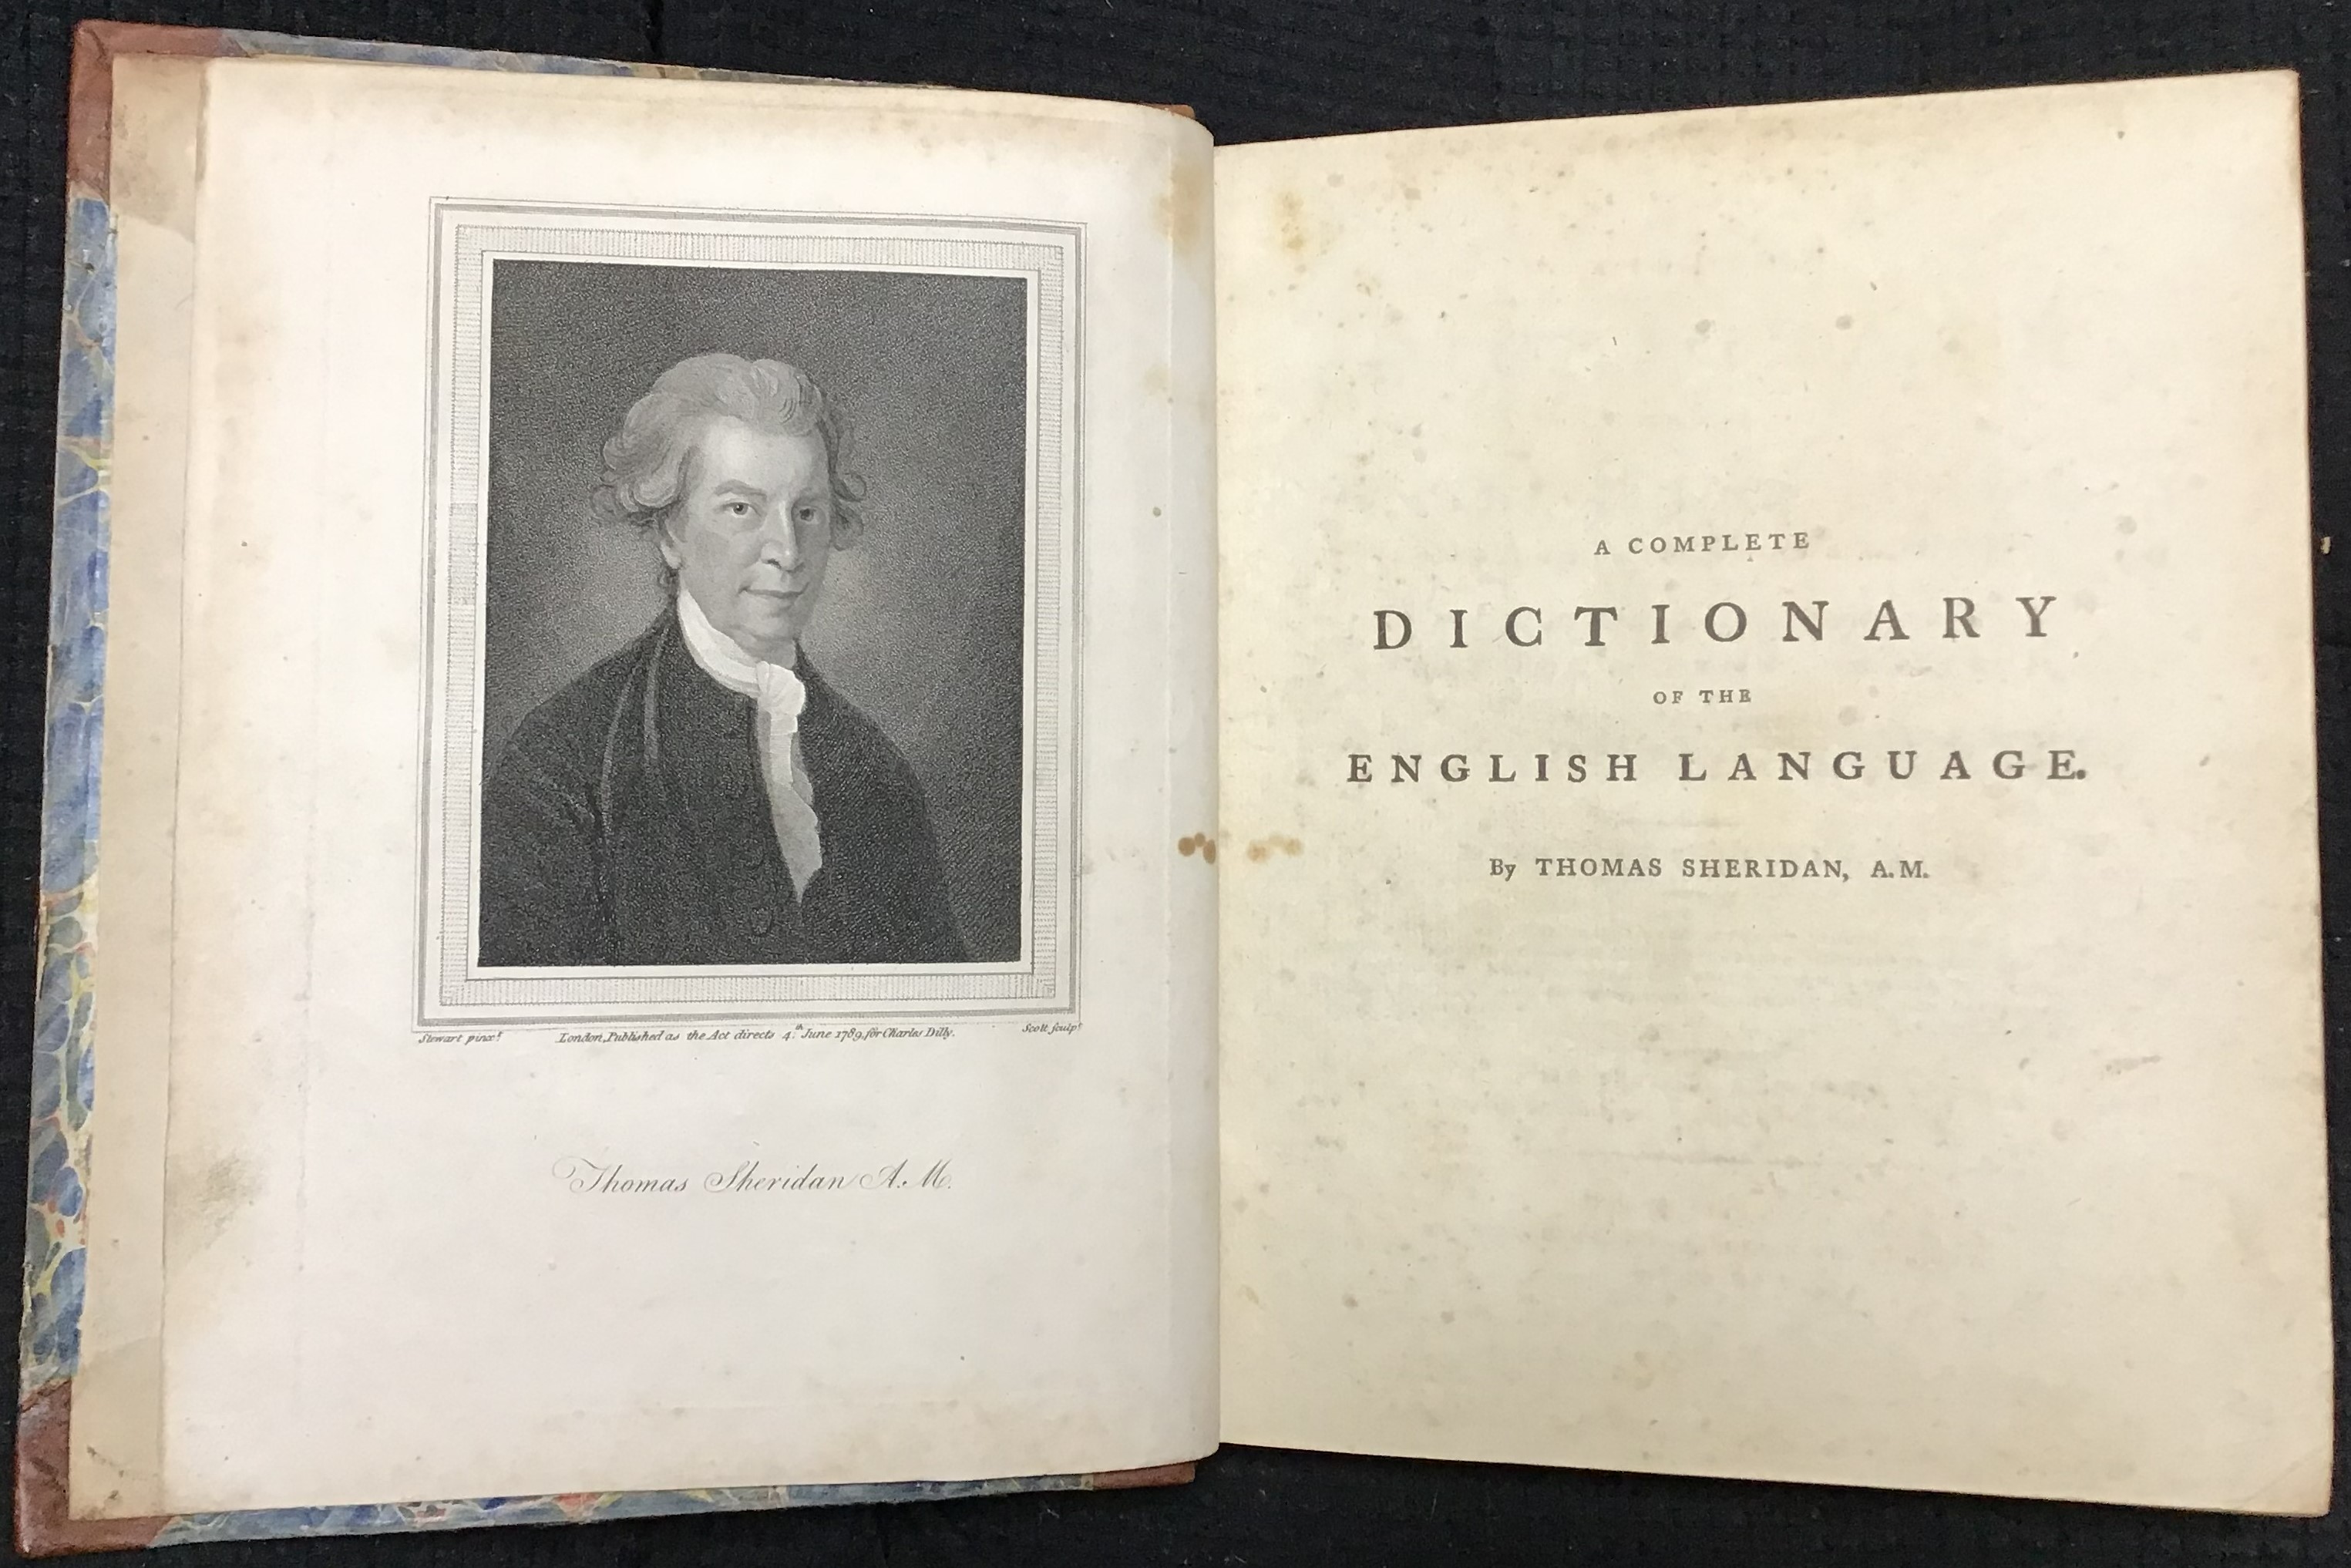 Stewart pinx.t London, Published as the Act directs 4.th June 1789, for Charles Dilly. Scott sculp.t
Thomas Sheridan A.M.
A COMPLETE
DICTIONARY
OF THE
ENGLISH LANGUAGE.
By THOMAS SHERIDAN, A.M.